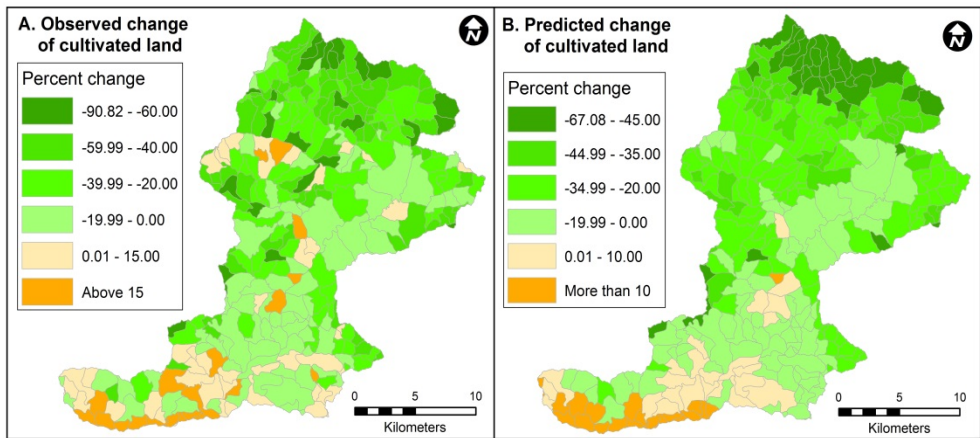 A. Observed change
of cultivated land
N
Percent change
-90.82 - -60.00
-59.99 - -40.00
-39.99 - -20.00
-19.99 - 0.00
0.01 - 15.00
Above 15
0 5 10
Kilometers
B. Predicted change
of cultivated land
N
Percent change
-67.08 - -45.00
-44.99 - -35.00
-34.99 - -20.00
-19.99 - 0.00
0.01 - 10.00
More than 10
0 5 10
Kilometers